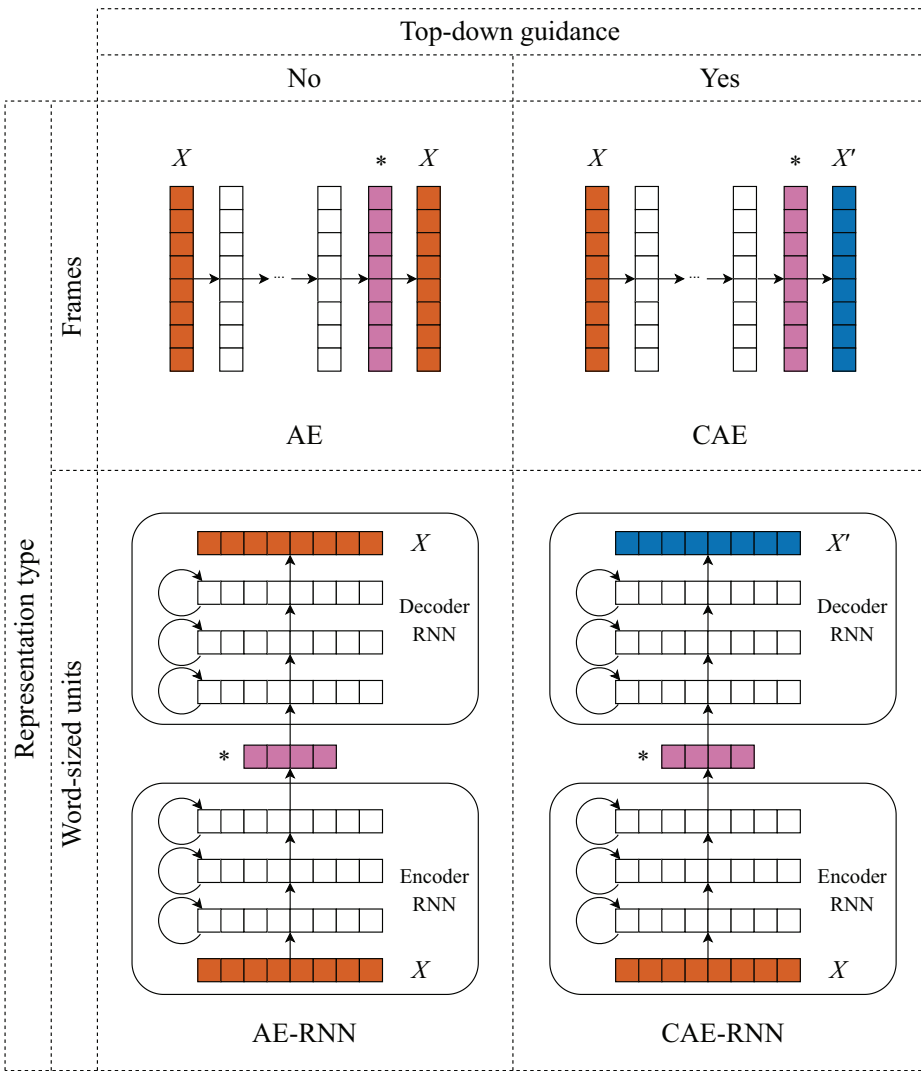 Top-down guidance
No
Yes
Representation type
Frames
X
*
X
X
*
X′
...
...
AE
CAE
Word-sized units
X
X′
Decoder
RNN
Decoder
RNN
*
*
Encoder
RNN
Encoder
RNN
X
X
AE-RNN
CAE-RNN